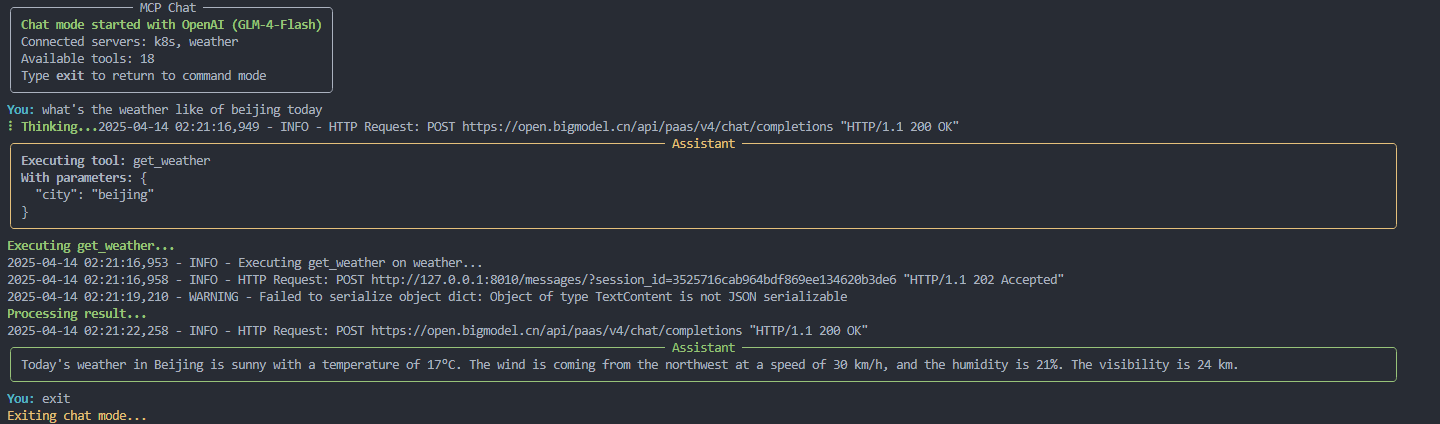 MCP Chat
Chat mode started with OpenAI (GLM-4-Flash)
Connected servers: k8s, weather
Available tools: 18
Type exit to return to command mode
You: what's the weather like of beijing today
⠇ Thinking...2025-04-14 02:21:16,949 - INFO - HTTP Request: POST https://open.bigmodel.cn/api/paas/v4/chat/completions "HTTP/1.1 200 OK"
Assistant
Executing tool: get_weather
With parameters: {
  "city": "beijing"
}
Executing get_weather...
2025-04-14 02:21:16,953 - INFO - Executing get_weather on weather...
2025-04-14 02:21:16,958 - INFO - HTTP Request: POST http://127.0.0.1:8010/messages/?session_id=3525716cab964bdf869ee134620b3de6 "HTTP/1.1 202 Accepted"
2025-04-14 02:21:19,210 - WARNING - Failed to serialize object dict: Object of type TextContent is not JSON serializable
Processing result...
2025-04-14 02:21:22,258 - INFO - HTTP Request: POST https://open.bigmodel.cn/api/paas/v4/chat/completions "HTTP/1.1 200 OK"
Assistant
Today's weather in Beijing is sunny with a temperature of 17°C. The wind is coming from the northwest at a speed of 30 km/h, and the humidity is 21%. The visibility is 24 km.
You: exit
Exiting chat mode...